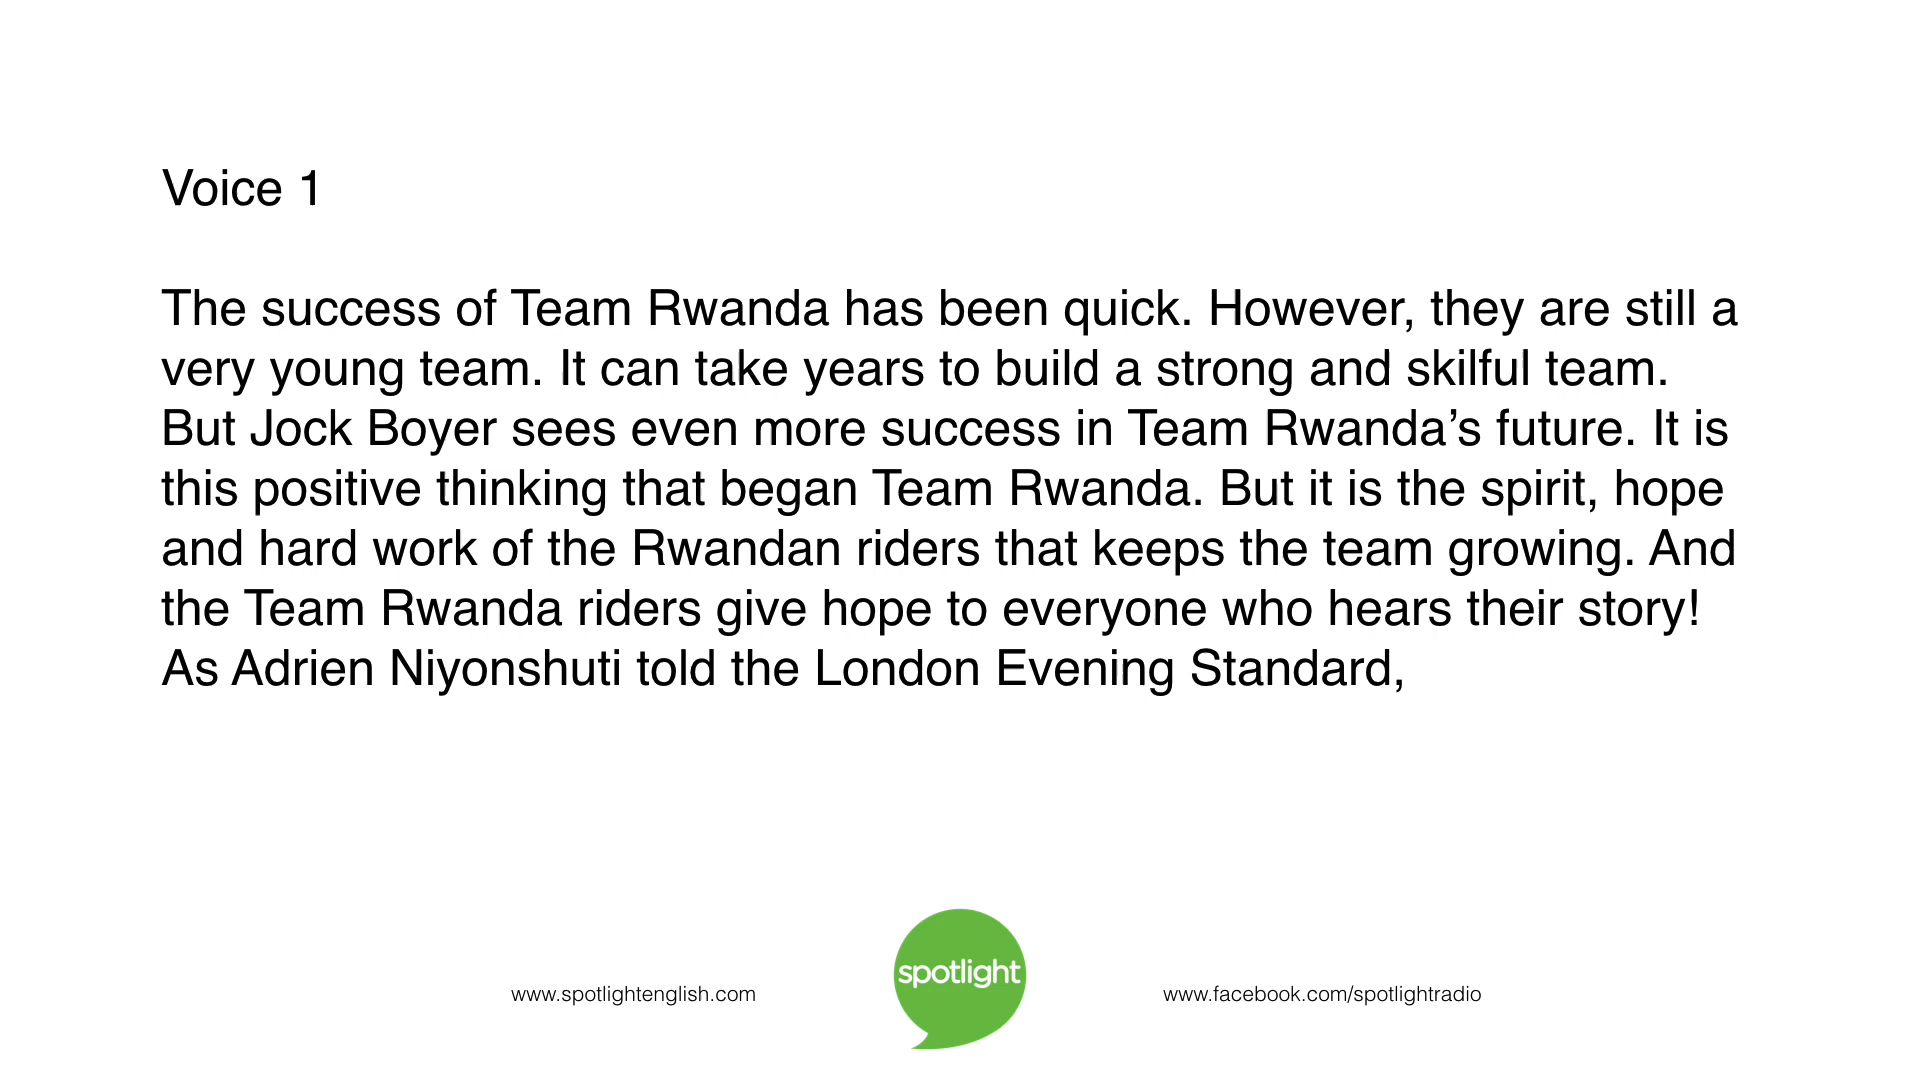 Voice 1
The success of Team Rwanda has been quick. However, they are still a
very young team. It can take years to build a strong and skilful team.
But Jock Boyer sees even more success in Team Rwanda’s future. It is
this positive thinking that began Team Rwanda. But it is the spirit, hope
and hard work of the Rwandan riders that keeps the team growing. And
the Team Rwanda riders give hope to everyone who hears their story!
As Adrien Niyonshuti told the London Evening Standard,
spotlight
www.spotlightenglish.com
www.facebook.com/spotlightradio